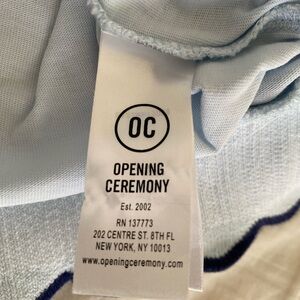 OC
OPENING
CEREMONY
Est. 2002
RN 137773
202 CENTRE ST. 8TH FL
NEW YORK, NY 10013
www.openingceremony.com